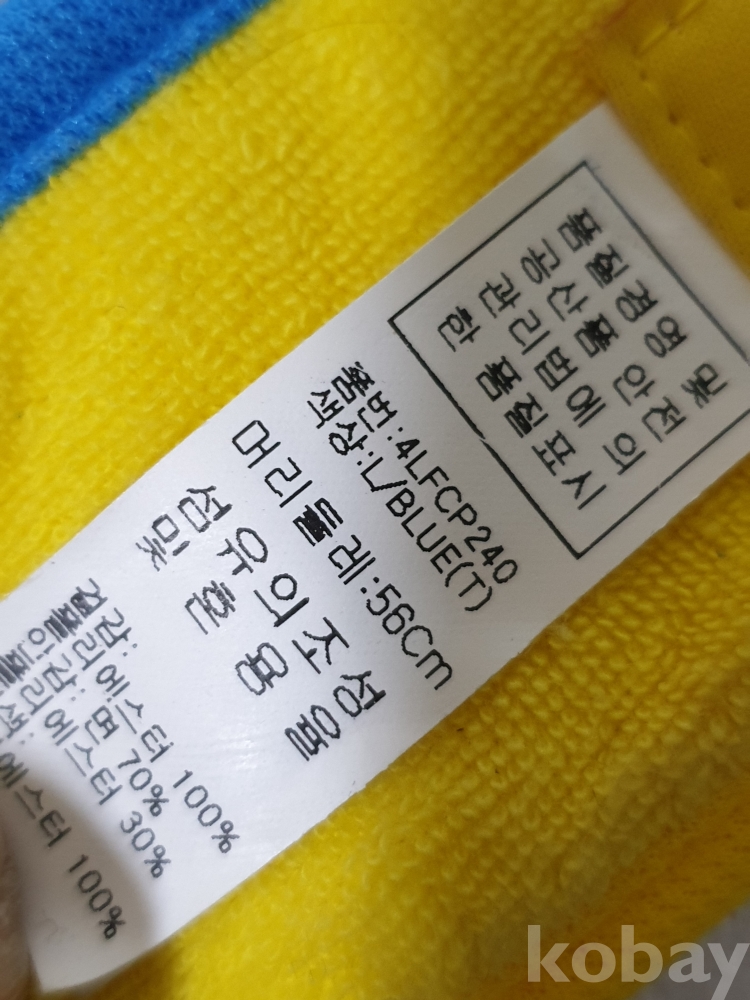 품질경영 및
공산품 안전
관리법에 의
한 품질표시
품번:4LFCP240
색상:L/BLUE(T)
머리둘레:56Cm
섬유의 조성
및 혼용율
겉감:
폴리에스터 100%
안감: 면 70%
폴리에스터 30%
에스터 100%
kobay